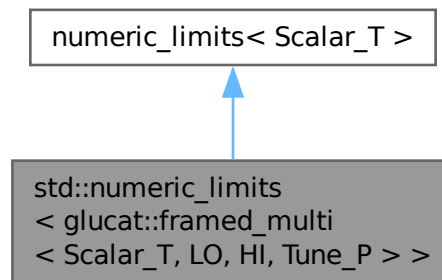 numeric_limits< Scalar_T >
std::numeric_limits
< glucat::framed_multi
< Scalar_T, LO, HI, Tune_P > >